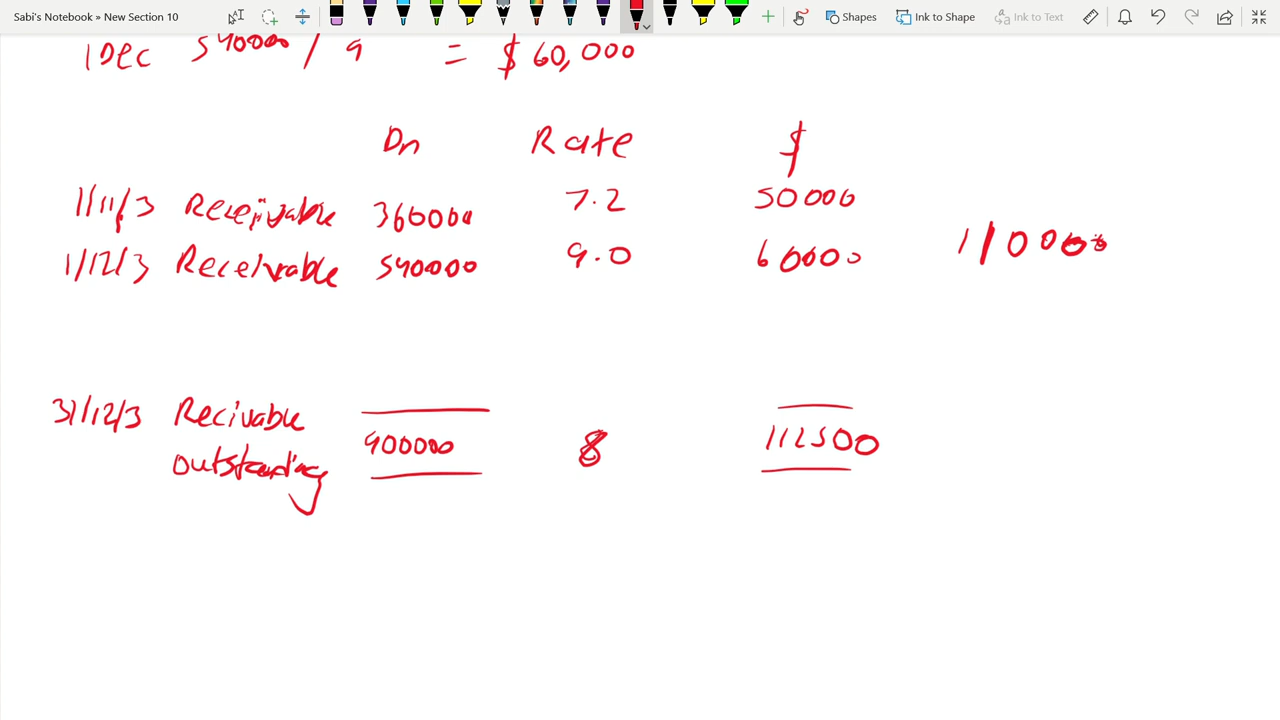 Sabi's Notebook » New Section 10
Shapes
Ink to Shape
Ink to Text
1 Dec 540000 / 9 = $ 60,000
Dn Rate $
1/11/3 Receivable 360000 7.2 50000
1/12/3 Receivable 540000 9.0 60000 110000
31/12/3 Recivable
outstanding 900000 8 112500